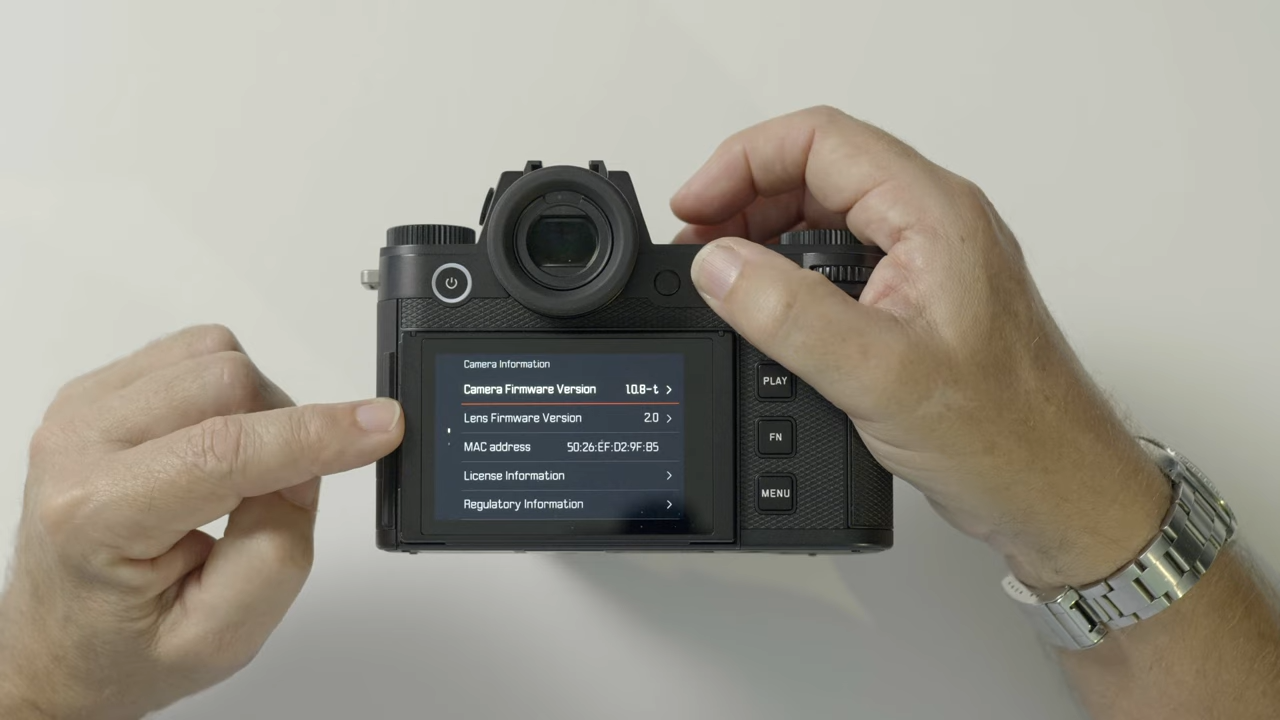 Camera Information
Camera Firmware Version 1.0.8-t
Lens Firmware Version 2.0
MAC address 50:26:EF:D2:9F:B5
License Information
Regulatory Information
PLAY
FN
MENU